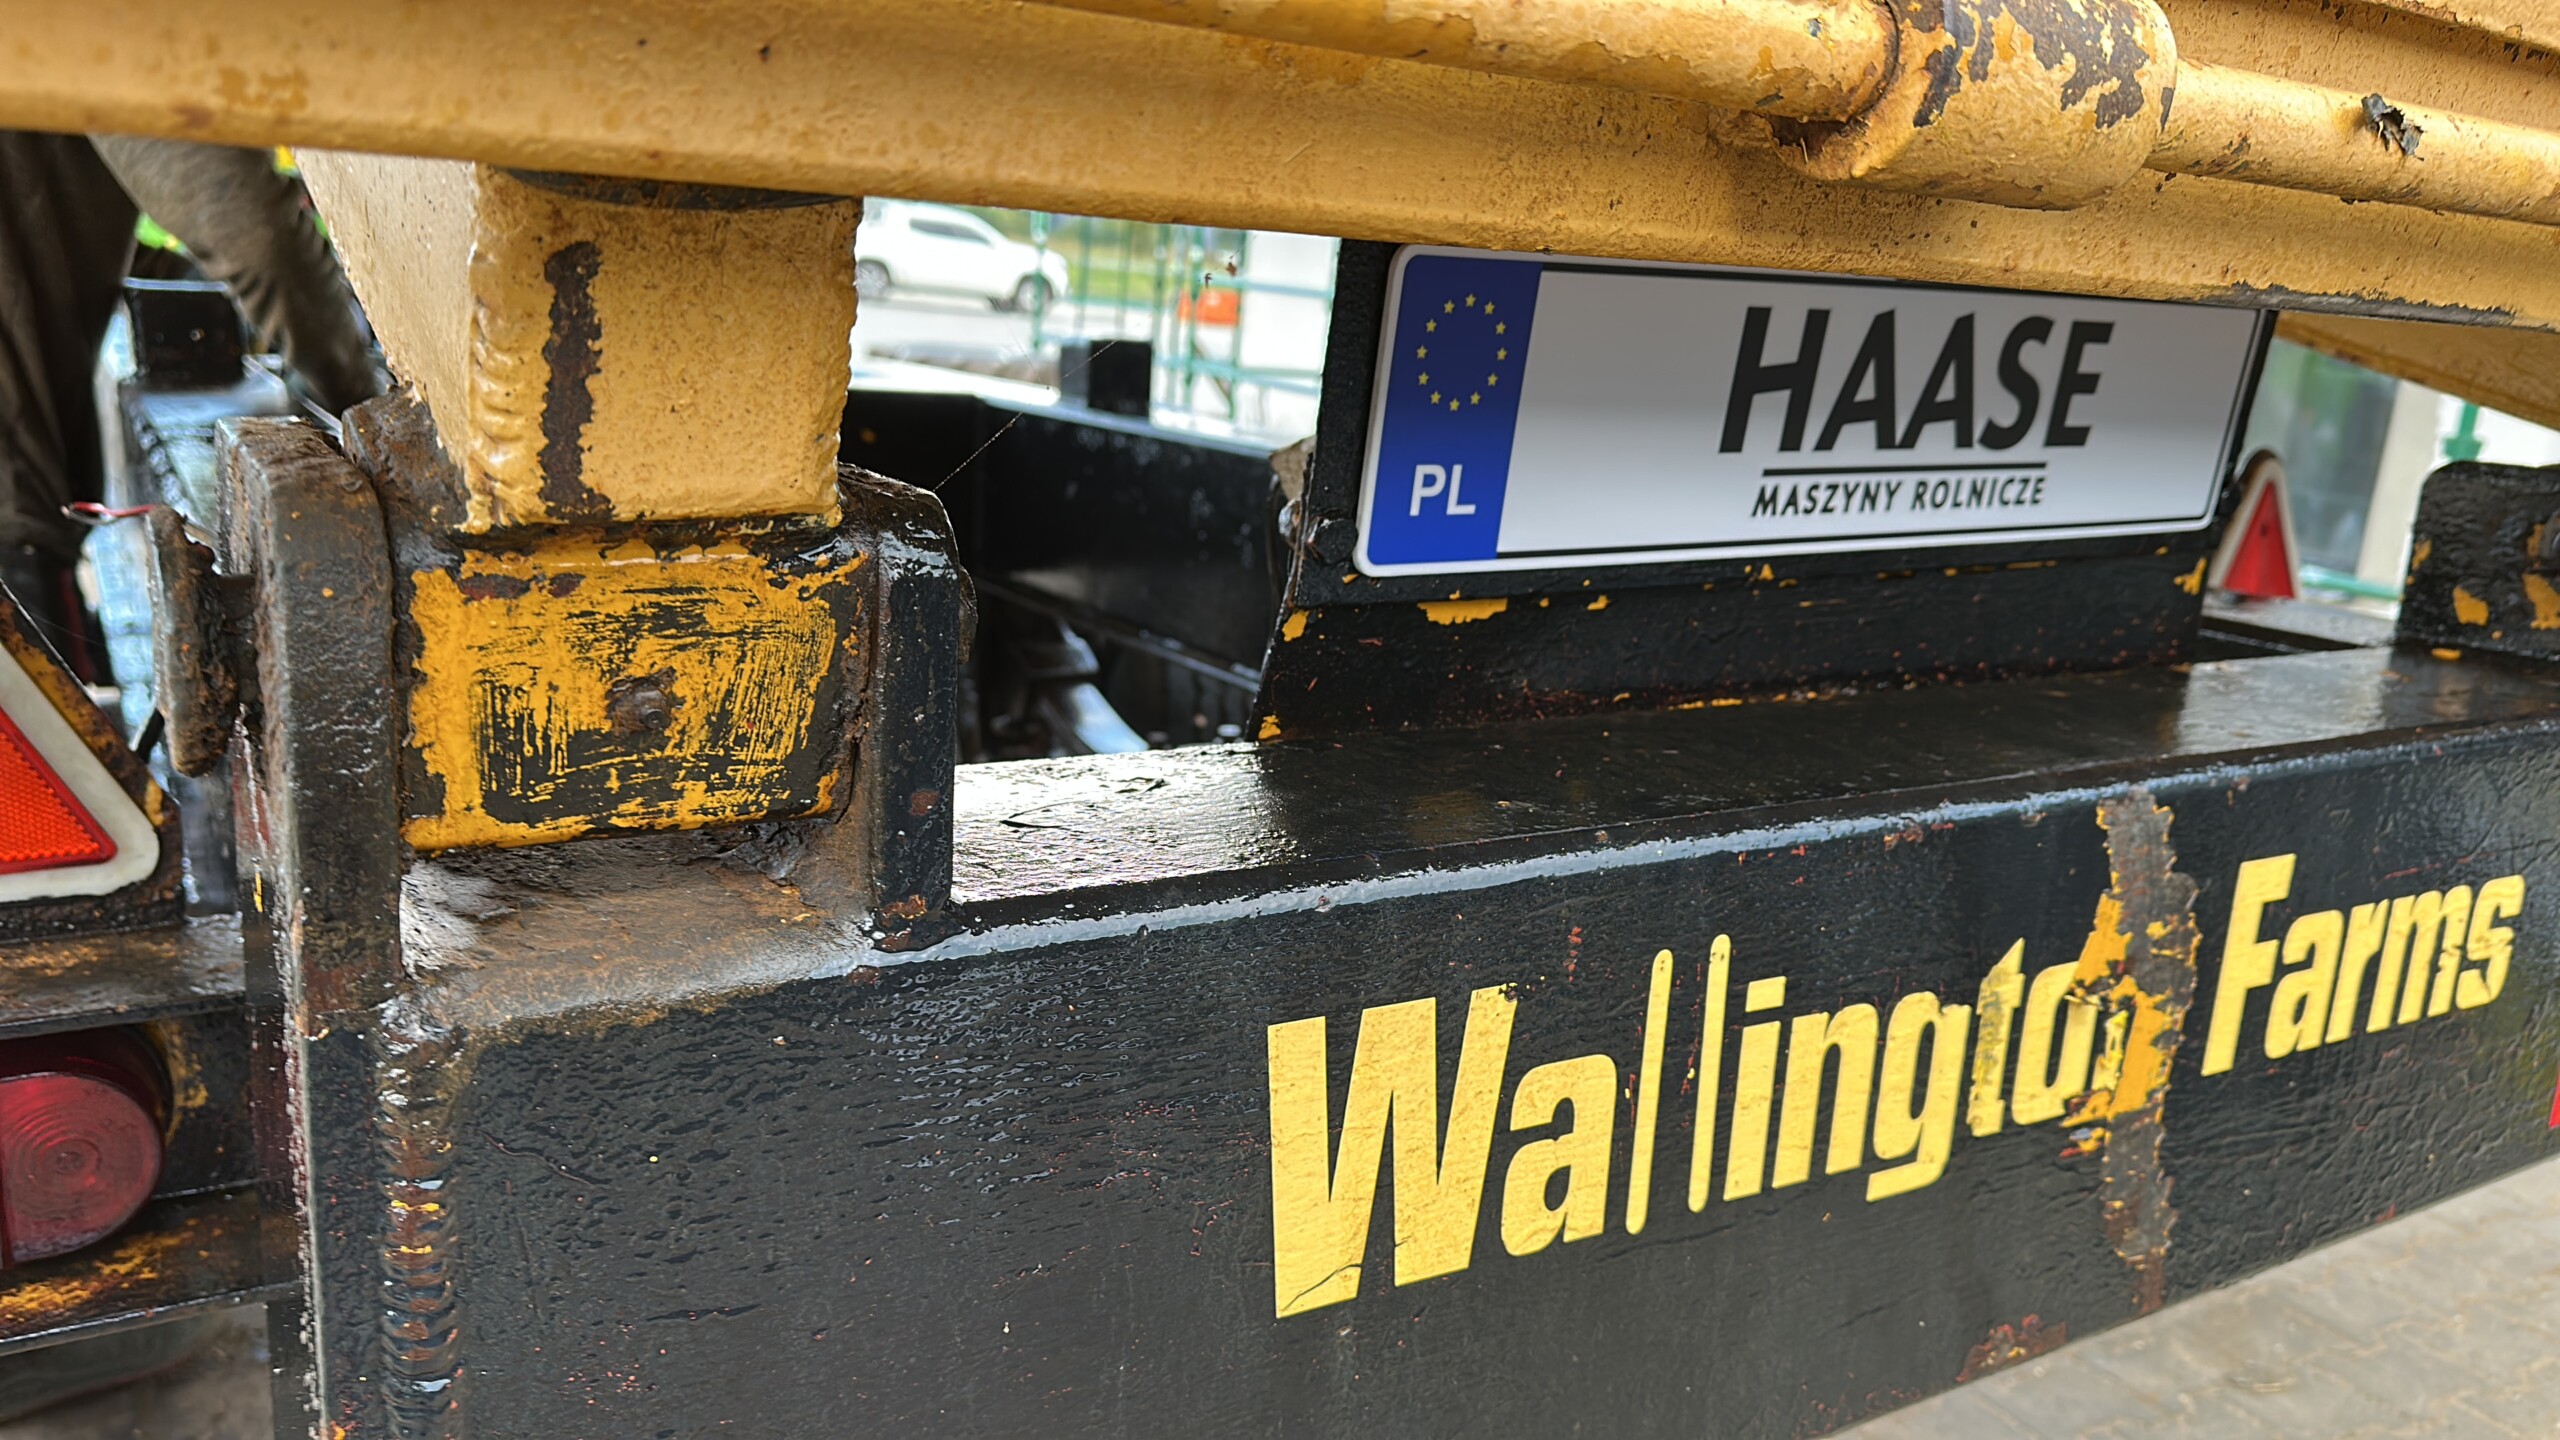 PL
HAASE
MASZYNY ROLNICZE
Wallington Farms